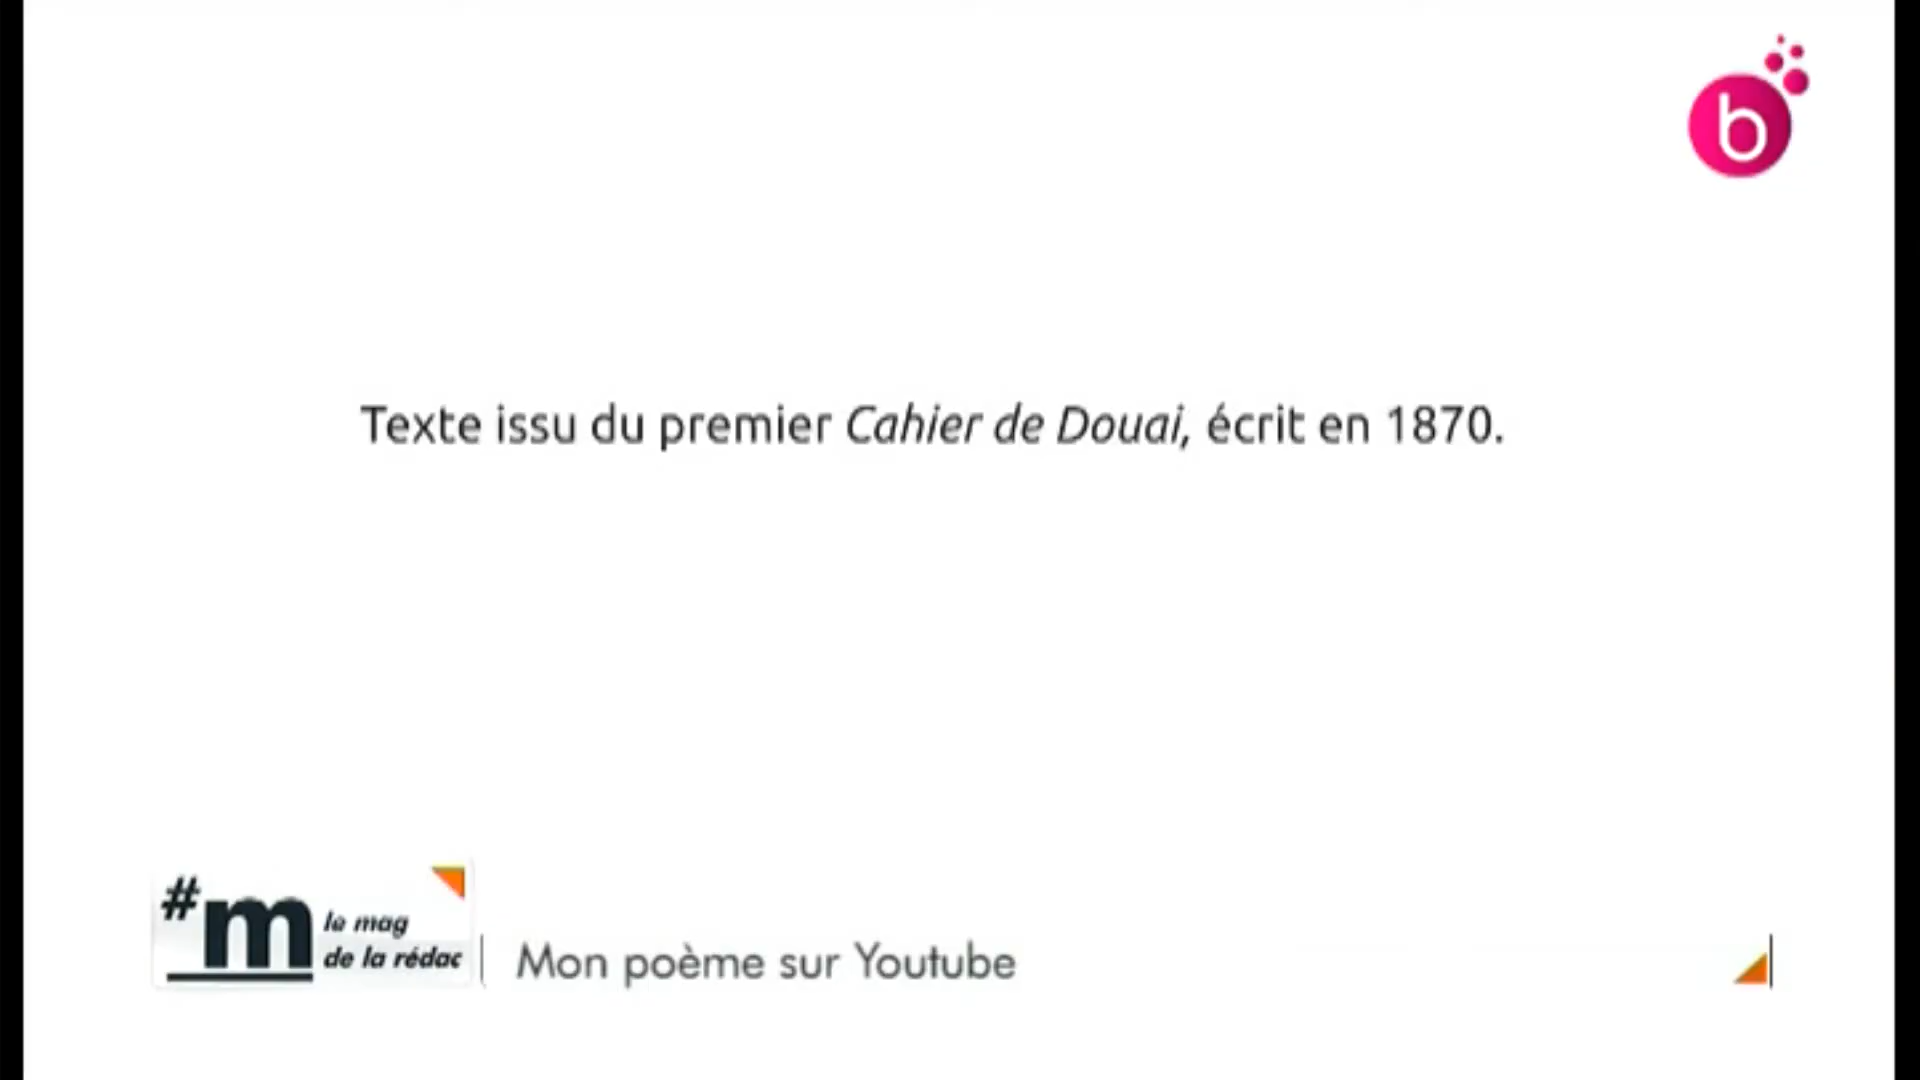 b
Texte issu du premier Cahier de Douai, écrit en 1870.
#m le mag
de la rédac
Mon poème sur Youtube